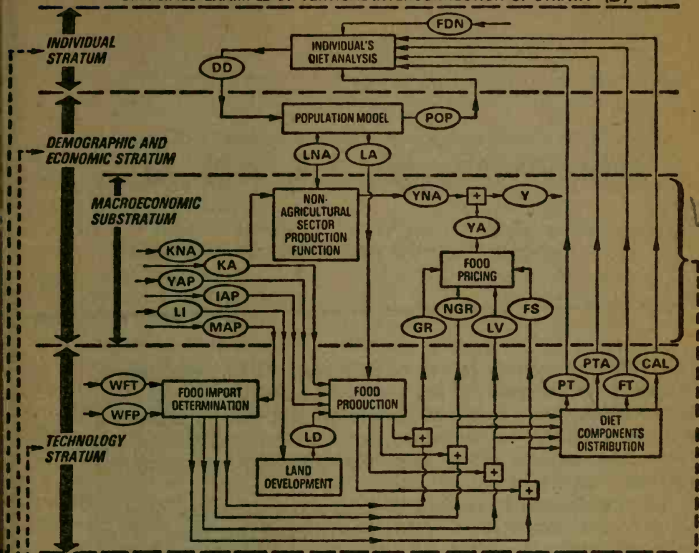 INDIVIDUAL
STRATUM
FDN
INDIVIDUAL'S
DIET ANALYSIS
DD
POPULATION MODEL
POP
DEMOGRAPHIC AND
ECONOMIC STRATUM
LNA
LA
MACROECONOMIC
SUBSTRATUM
NON-
AGRICULTURAL
SECTOR
PRODUCTION
FUNCTION
YNA
+
Y
YA
KNA
KA
YAP
IAP
LI
MAP
FOOD
PRICING
GR
NGR
LV
FS
PT
PTA
FT
CAL
WFT
WFP
FOOD IMPORT
DETERMINATION
FOOD
PRODUCTION
DIET
COMPONENTS
DISTRIBUTION
TECHNOLOGY
STRATUM
LD
LAND
DEVELOPMENT
+
+
+
+